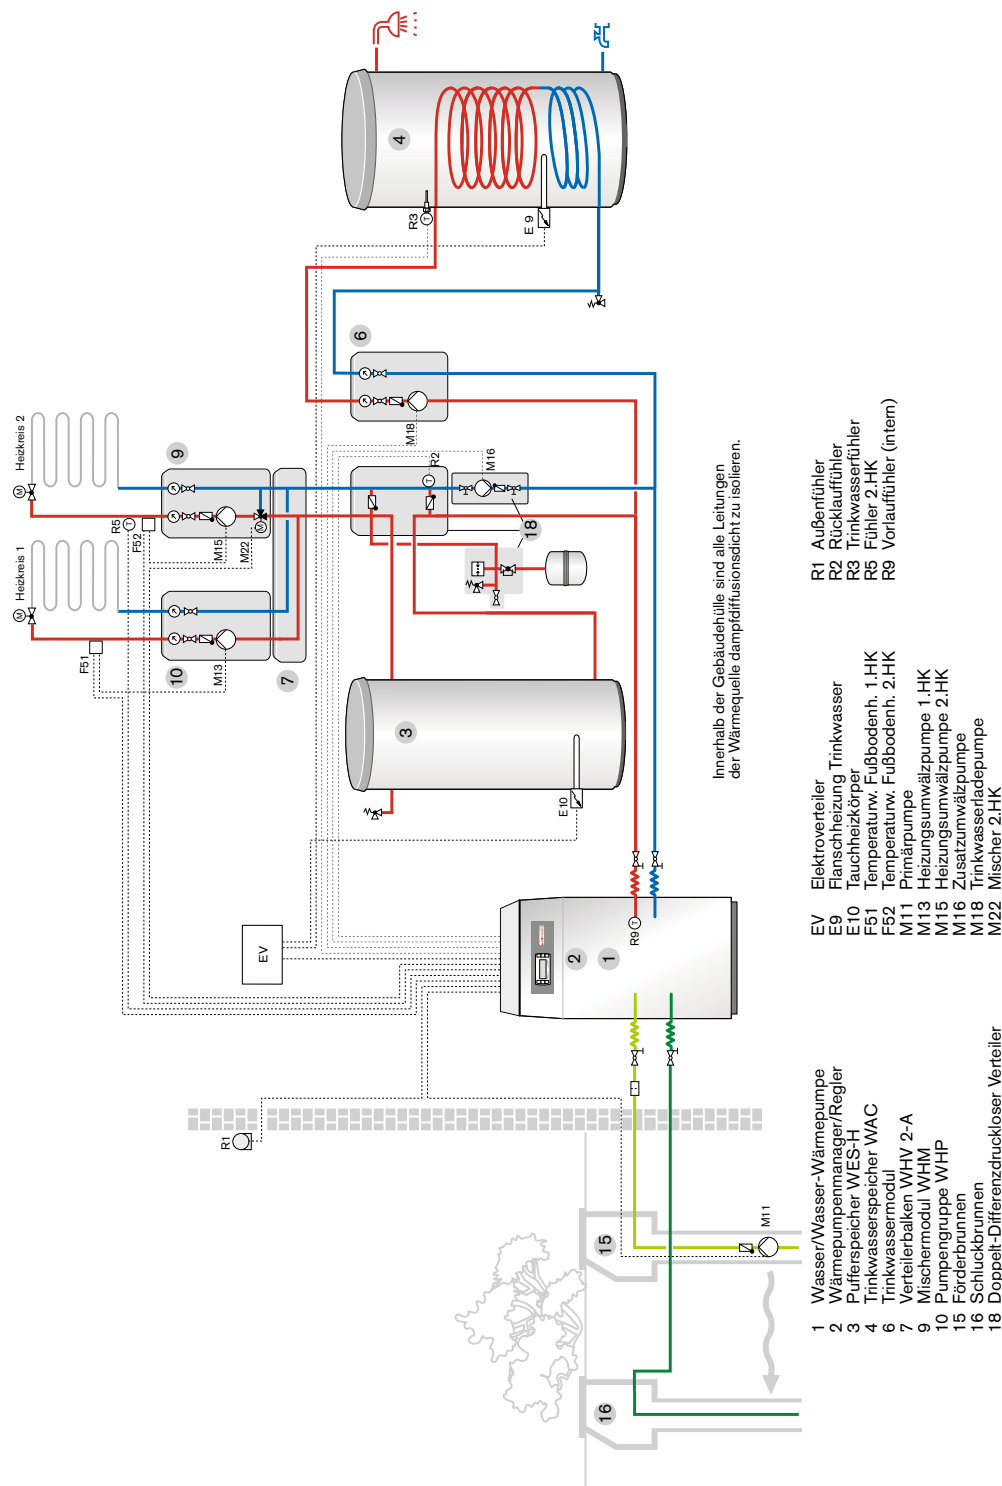 Heizkreis 1
Heizkreis 2
M
M
R5
T
F51
F52
M13
M15
M22
M
10
9
7
6
M18
R2
T
M16
18
R3
T
E 9
4
3
E10
EV
R1
2
1
R9
T
15
16
M11
Innerhalb der Gebäudehülle sind alle Leitungen
der Wärmequelle dampfdiffusionsdicht zu isolieren.
1 Wasser/Wasser-Wärmepumpe
2 Wärmepumpenmanager/Regler
3 Pufferspeicher WES-H
4 Trinkwasserspeicher WAC
6 Trinkwassermodul
7 Verteilerbalken WHV 2-A
9 Mischermodul WHM
10 Pumpengruppe WHP
15 Förderbrunnen
16 Schluckbrunnen
18 Doppelt-Differenzdruckloser Verteiler
EV Elektroverteiler
E9 Flanschheizung Trinkwasser
E10 Tauchheizkörper
F51 Temperaturw. Fußbodenh. 1.HK
F52 Temperaturw. Fußbodenh. 2.HK
M11 Primärpumpe
M13 Heizungsumwälzpumpe 1.HK
M15 Heizungsumwälzpumpe 2.HK
M16 Zusatzumwälzpumpe
M18 Trinkwasserladepumpe
M22 Mischer 2.HK
R1 Außenfühler
R2 Rücklauffühler
R3 Trinkwasserfühler
R5 Fühler 2.HK
R9 Vorlauffühler (intern)